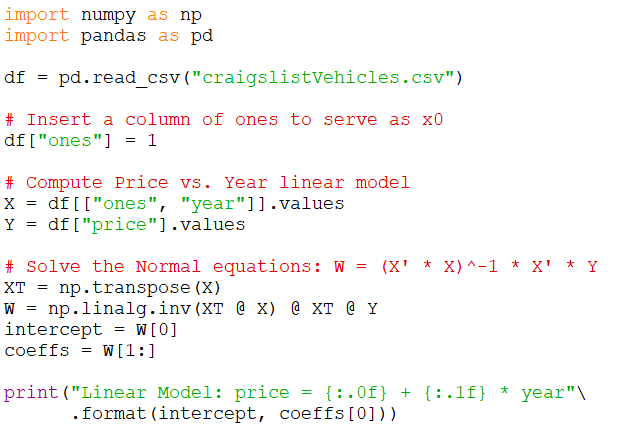 import numpy as np
import pandas as pd

df = pd.read_csv("craigslistVehicles.csv")

# Insert a column of ones to serve as x0
df["ones"] = 1

# Compute Price vs. Year linear model
X = df[["ones", "year"]].values
Y = df["price"].values

# Solve the Normal equations: W = (X' * X)^-1 * X' * Y
XT = np.transpose(X)
W = np.linalg.inv(XT @ X) @ XT @ Y
intercept = W[0]
coeffs = W[1:]

print("Linear Model: price = {:.0f} + {:.1f} * year"\
      .format(intercept, coeffs[0]))